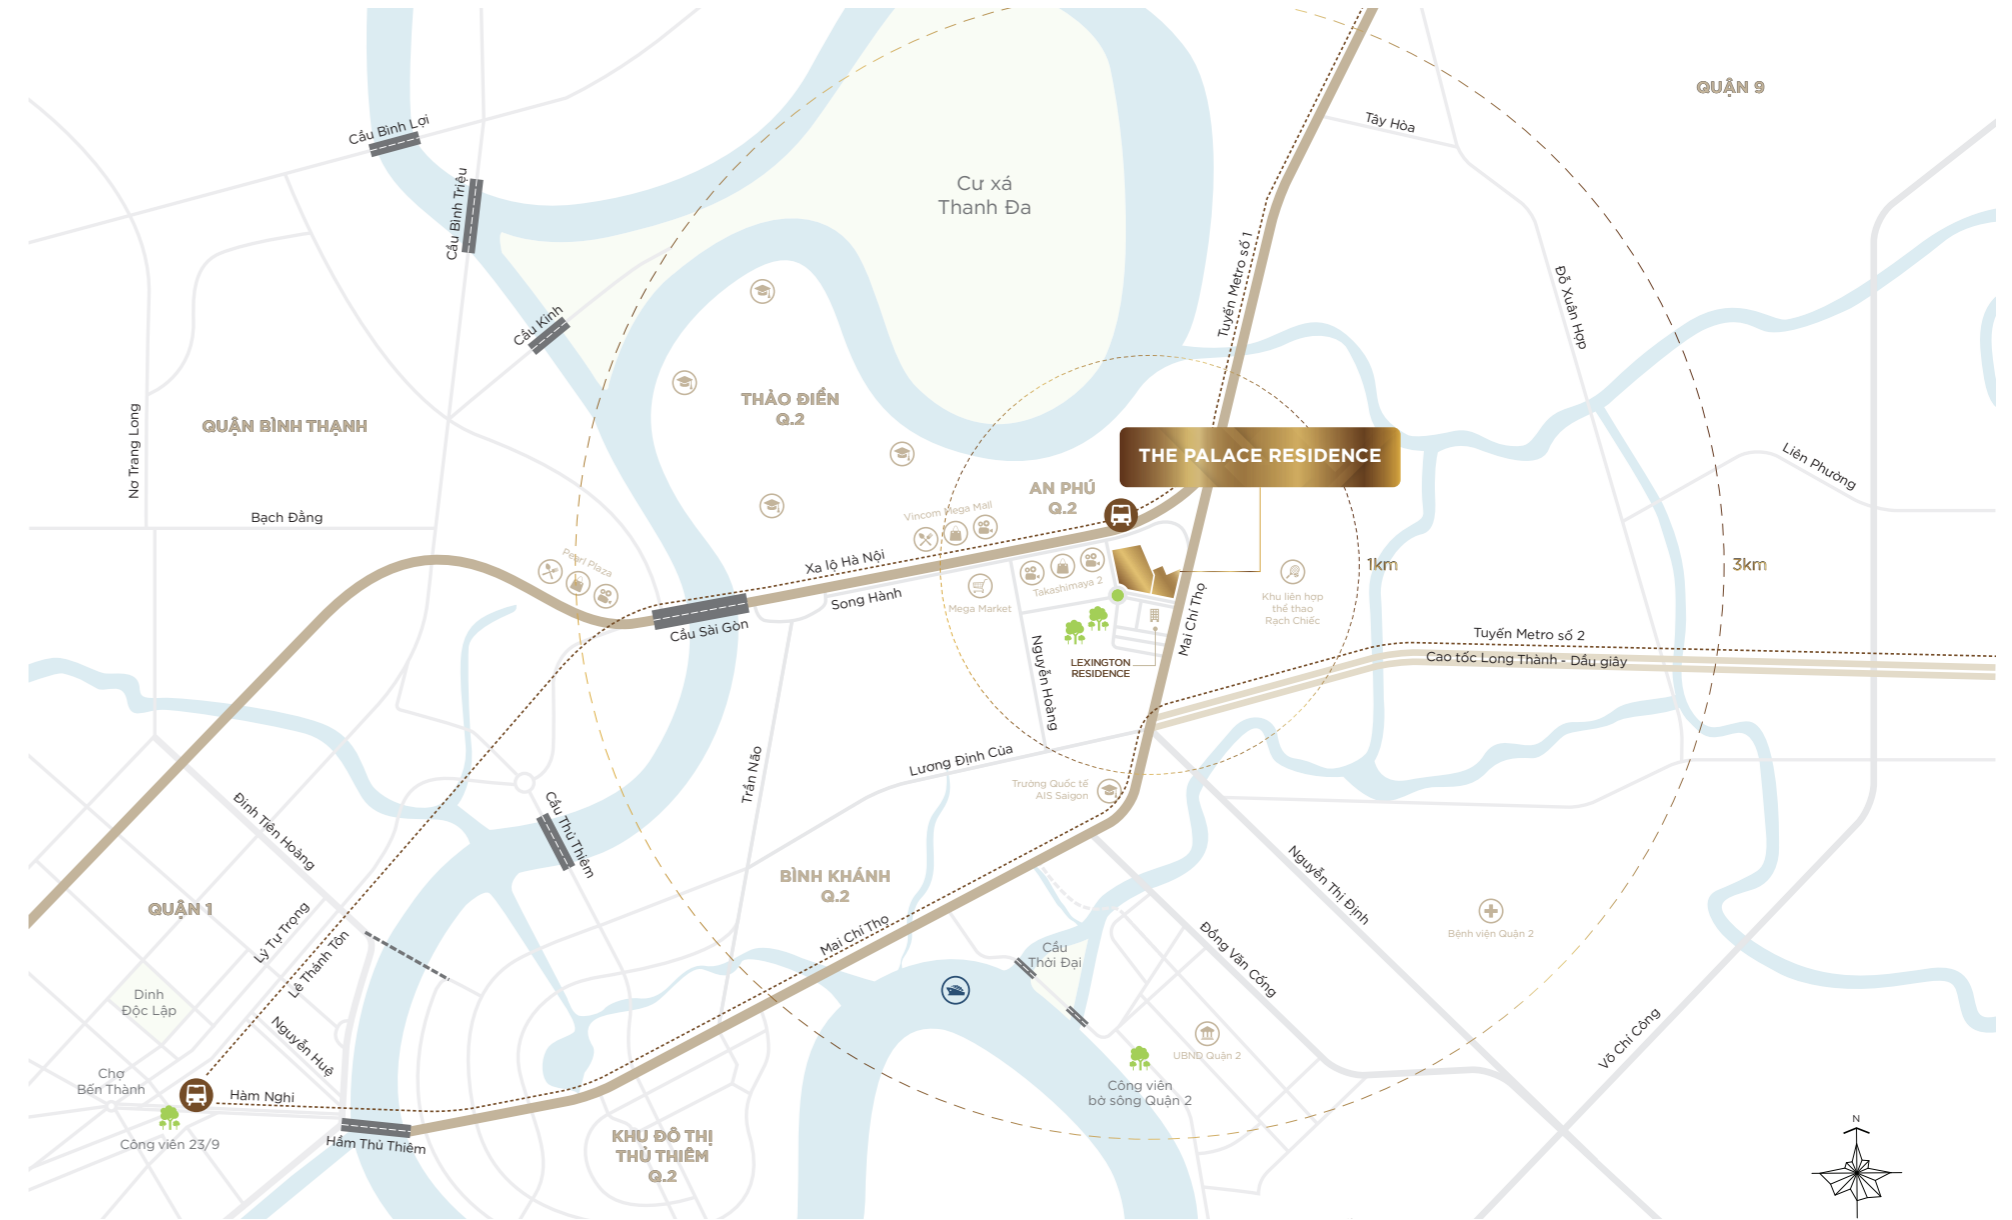 QUẬN 9
Cầu Bình Lợi
Tây Hòa
Cư xá
Thanh Đa
Cầu Bình Triệu
Tuyến Metro số 1
Đỗ Xuân Hợp
Cầu Kinh
THẢO ĐIỀN
Q.2
QUẬN BÌNH THẠNH
Nơ Trang Long
THE PALACE RESIDENCE
Liên Phường
AN PHÚ
Q.2
Vincom Mega Mall
Bạch Đằng
Pearl Plaza
Xa lộ Hà Nội
1km
3km
Song Hành
Mega Market
Takashimaya 2
Khu liên hợp
thể thao
Rạch Chiếc
Cầu Sài Gòn
Mai Chí Thọ
Tuyến Metro số 2
Cao tốc Long Thành - Dầu giây
LEXINGTON
RESIDENCE
Nguyễn Hoàng
Trần Não
Lương Định Của
Trường Quốc tế
AIS Saigon
Đinh Tiên Hoàng
Cầu Thủ Thiêm
Nguyễn Thị Định
BÌNH KHÁNH
Q.2
QUẬN 1
Lý Tự Trọng
Lê Thánh Tôn
Mai Chí Thọ
Bệnh viện Quận 2
Đồng Văn Cống
Cầu
Thời Đại
Dinh
Độc Lập
Nguyễn Huệ
UBND Quận 2
Võ Chí Công
Chợ
Bến Thành
Hàm Nghi
Công viên
bờ sông Quận 2
Công viên 23/9
Hầm Thủ Thiêm
KHU ĐÔ THỊ
THỦ THIÊM
Q.2
N